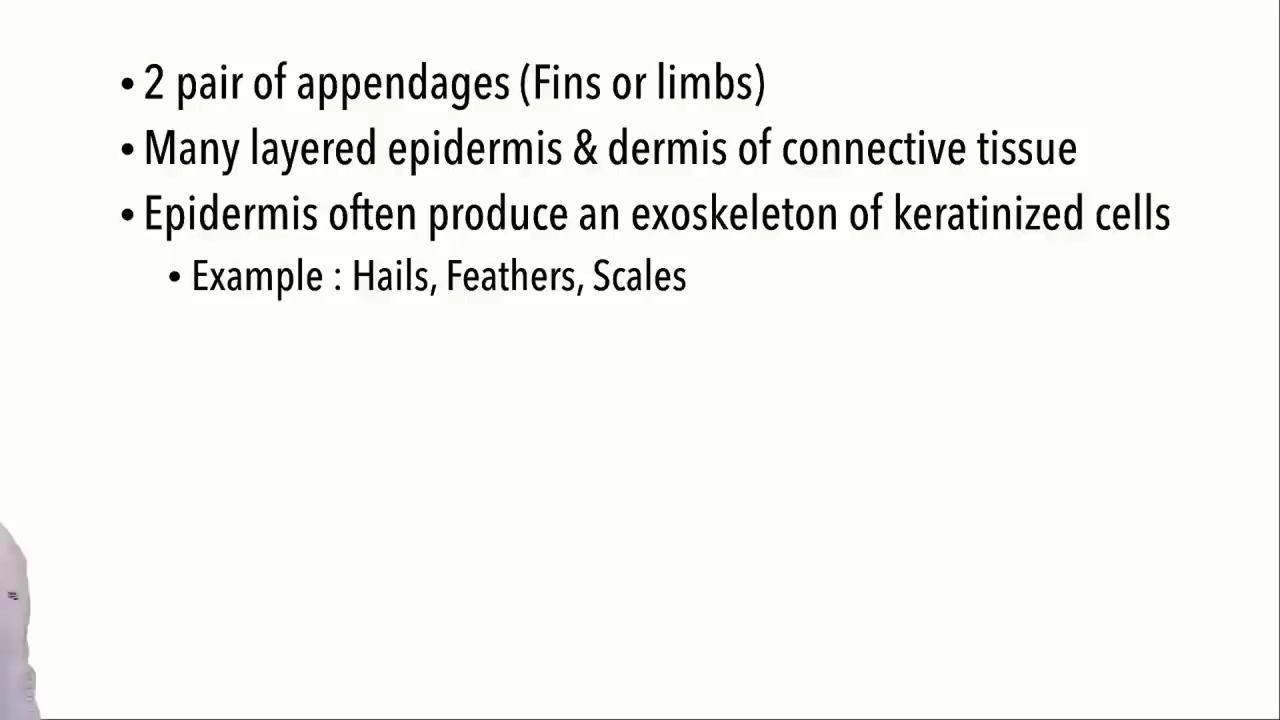 • 2 pair of appendages (Fins or limbs)
• Many layered epidermis & dermis of connective tissue
• Epidermis often produce an exoskeleton of keratinized cells
• Example : Hails, Feathers, Scales